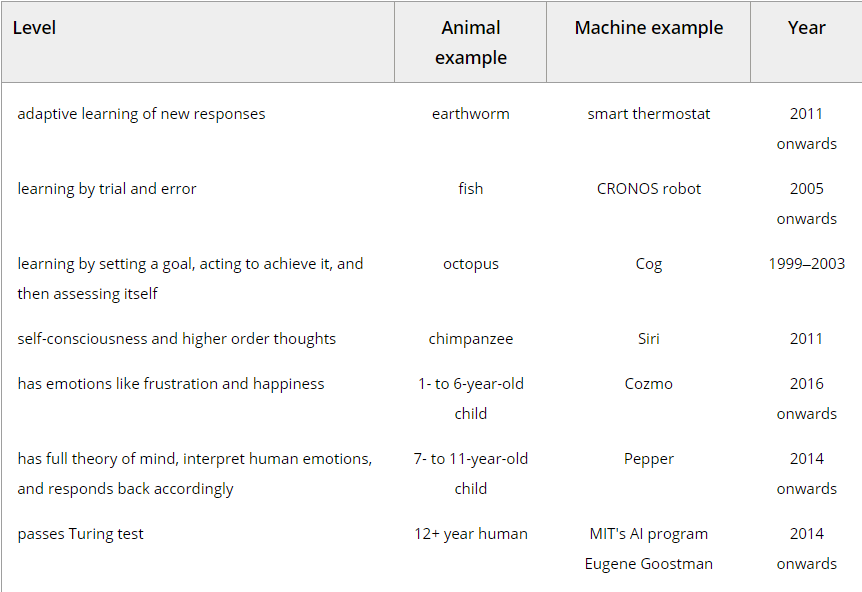 Level Animal example Machine example Year
adaptive learning of new responses earthworm smart thermostat 2011 onwards
learning by trial and error fish CRONOS robot 2005 onwards
learning by setting a goal, acting to achieve it, and then assessing itself octopus Cog 1999–2003
self-consciousness and higher order thoughts chimpanzee Siri 2011
has emotions like frustration and happiness 1- to 6-year-old child Cozmo 2016 onwards
has full theory of mind, interpret human emotions, and responds back accordingly 7- to 11-year-old child Pepper 2014 onwards
passes Turing test 12+ year human MIT's AI program Eugene Goostman 2014 onwards